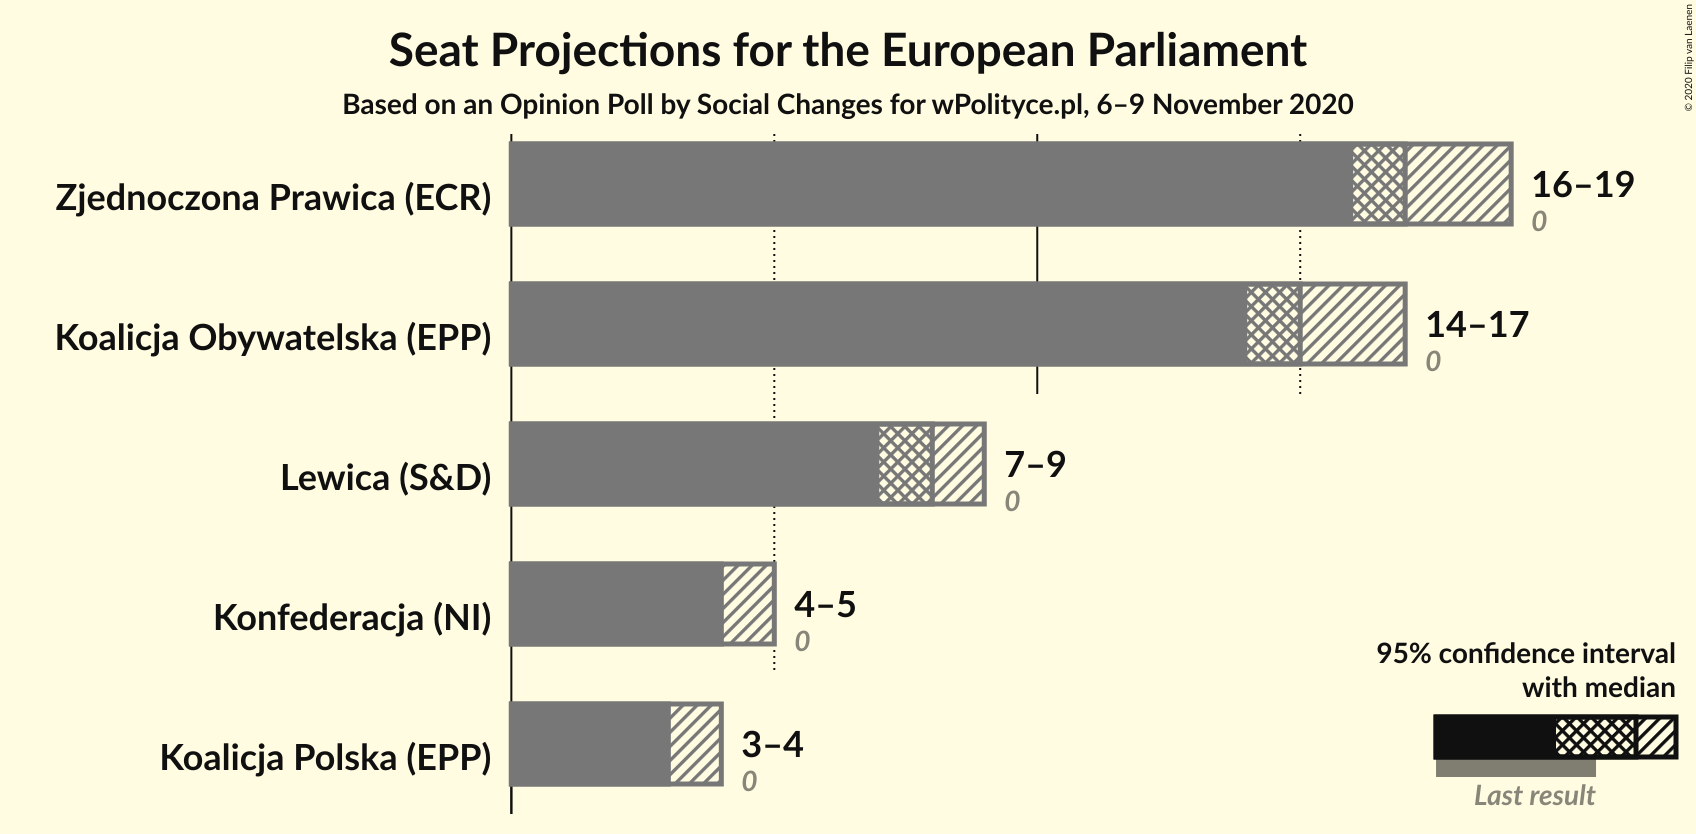 Seat Projections for the European Parliament
Based on an Opinion Poll by Social Changes for wPolityce.pl, 6–9 November 2020
© 2020 Filip van Laenen
Zjednoczona Prawica (ECR)
16–19
0
Koalicja Obywatelska (EPP)
14–17
0
Lewica (S&D)
7–9
0
Konfederacja (NI)
4–5
0
Koalicja Polska (EPP)
3–4
0
95% confidence interval
with median
Last result